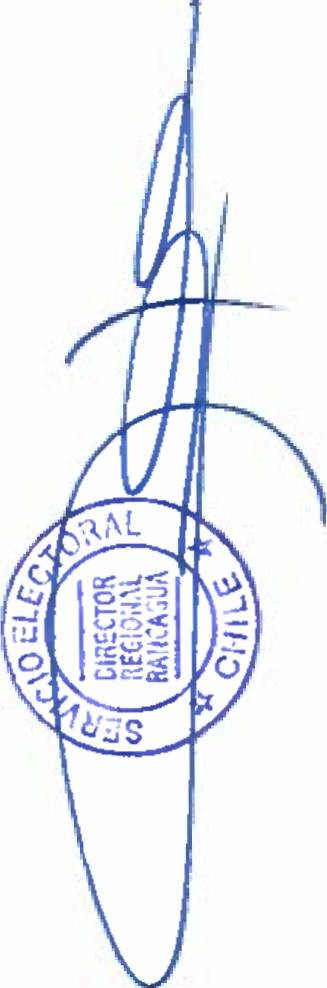 SERVICIO ELECTORAL
★ CHILE ★
DIRECTOR
REGIONAL
RANCAGUA